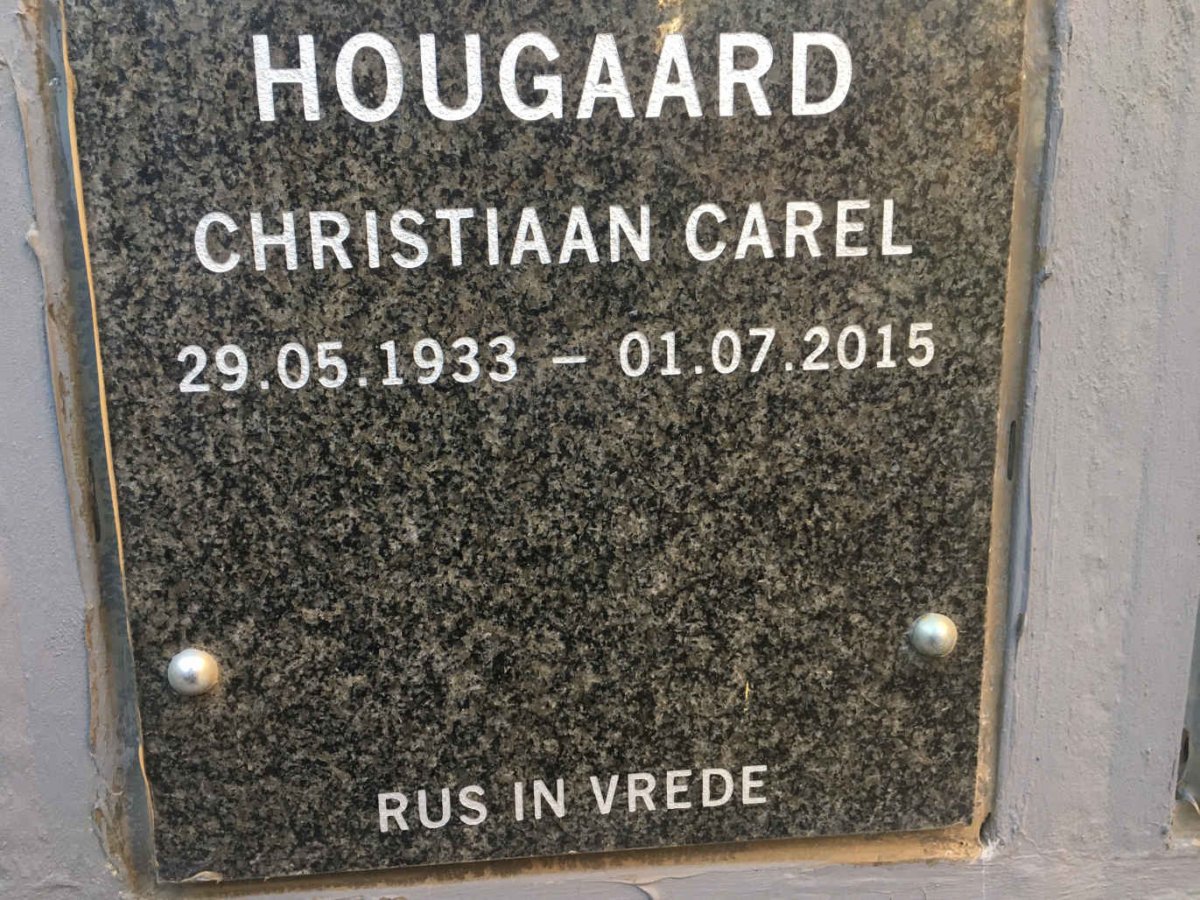 HOUGAARD
CHRISTIAAN CAREL
29.05.1933 – 01.07.2015
RUS IN VREDE